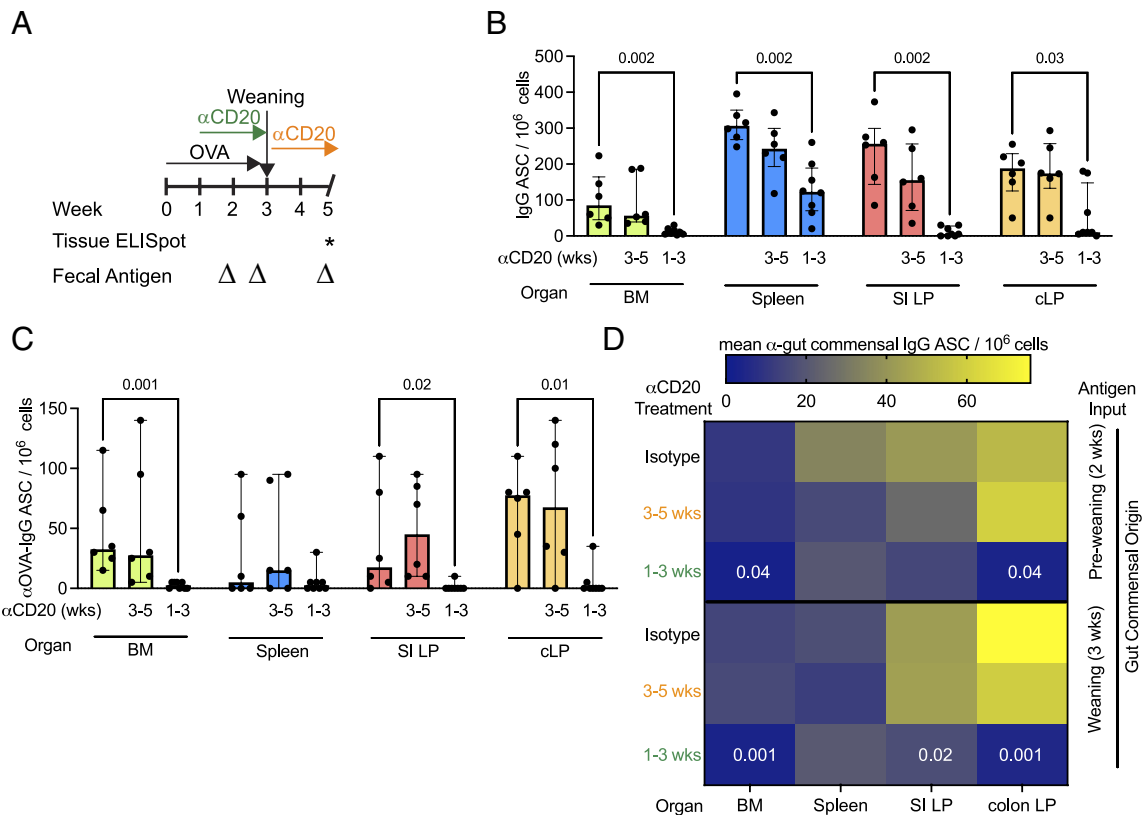 A
Weaning
αCD20
αCD20
OVA
Week 0 1 2 3 4 5
Tissue ELISpot *
Fecal Antigen Δ Δ Δ
B
IgG ASC / 10⁶ cells
500
400
300
200
100
0
0.002 0.002 0.002 0.03
αCD20 (wks) 3-5 1-3 3-5 1-3 3-5 1-3 3-5 1-3
Organ BM Spleen SI LP cLP
C
αOVA-IgG ASC / 10⁶ cells
150
100
50
0
0.001 0.02 0.01
αCD20 (wks) 3-5 1-3 3-5 1-3 3-5 1-3 3-5 1-3
Organ BM Spleen SI LP cLP
D
mean α-gut commensal IgG ASC / 10⁶ cells
0 20 40 60
αCD20
Treatment
Antigen
Input
Isotype
3-5 wks
1-3 wks 0.04 0.04
Isotype
3-5 wks
1-3 wks 0.001 0.02 0.001
Organ BM Spleen SI LP colon LP
Pre-weaning (2 wks)
Weaning (3 wks)
Gut Commensal Origin